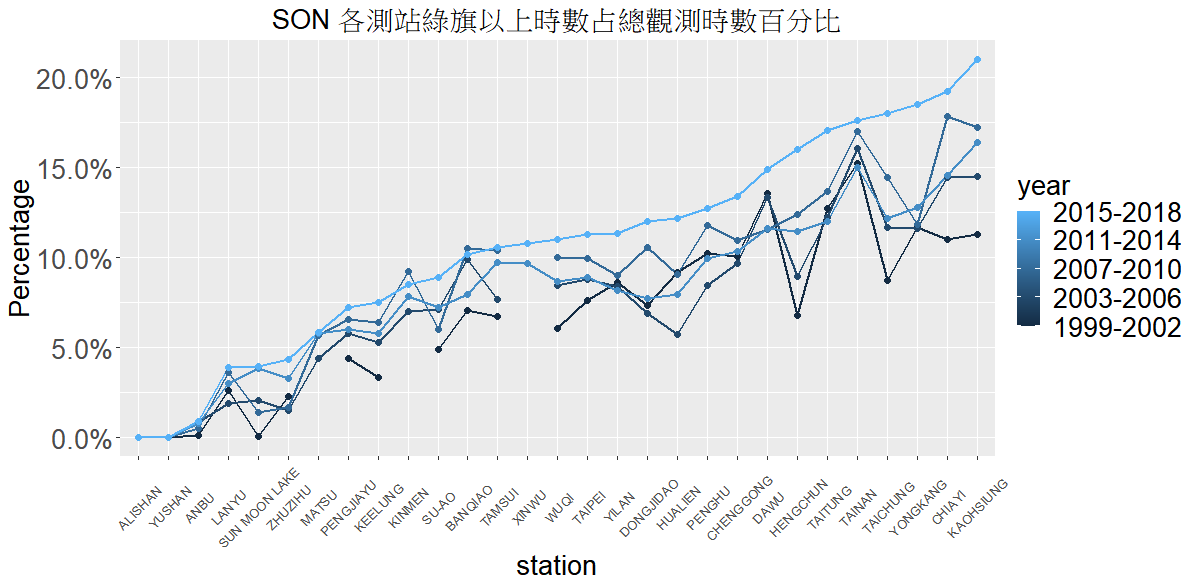 SON 各測站綠旗以上時數占總觀測時數百分比
Percentage
20.0%
15.0%
10.0%
5.0%
0.0%
ALISHAN
YUSHAN
ANBU
LANYU
SUN MOON LAKE
ZHUZIHU
MATSU
PENGJIAYU
KEELUNG
KINMEN
SU-AO
BANQIAO
TAMSUI
XINWU
WUQI
TAIPEI
YILAN
DONGJIDAO
HUALIEN
PENGHU
CHENGGONG
DAWU
HENGCHUN
TAITUNG
TAINAN
TAICHUNG
YONGKANG
CHIAYI
KAOHSIUNG
station
year
2015-2018
2011-2014
2007-2010
2003-2006
1999-2002